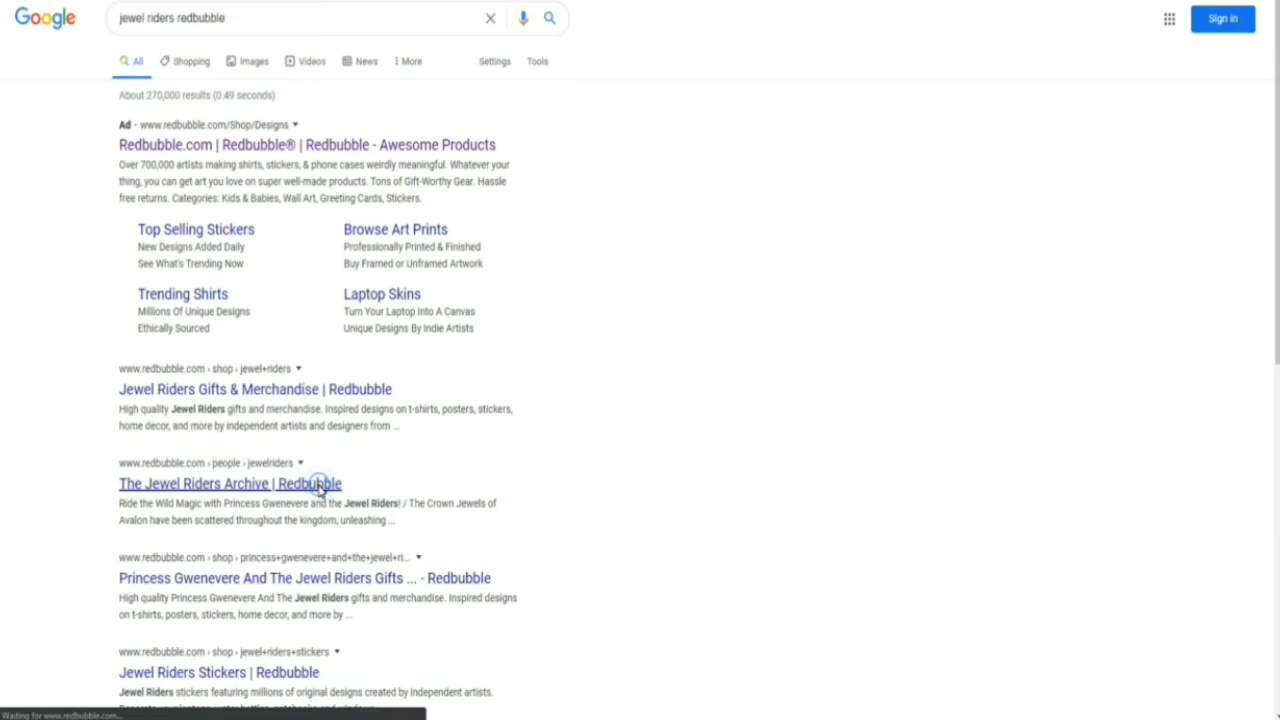 Google
jewel riders redbubble
Sign in
All Shopping Images Videos News More Settings Tools
About 270,000 results (0.49 seconds)
Ad · www.redbubble.com/Shop/Designs
Redbubble.com | Redbubble® | Redbubble - Awesome Products
Over 700,000 artists making shirts, stickers, & phone cases weirdly meaningful. Whatever your
thing, you can get art you love on super well-made products. Tons of Gift-Worthy Gear. Hassle
free returns. Categories: Kids & Babies, Wall Art, Greeting Cards, Stickers.
Top Selling Stickers
New Designs Added Daily
See What's Trending Now
Browse Art Prints
Professionally Printed & Finished
Buy Framed or Unframed Artwork
Trending Shirts
Millions Of Unique Designs
Ethically Sourced
Laptop Skins
Turn Your Laptop Into A Canvas
Unique Designs By Indie Artists
www.redbubble.com › shop › jewel+riders
Jewel Riders Gifts & Merchandise | Redbubble
High quality Jewel Riders gifts and merchandise. Inspired designs on t-shirts, posters, stickers,
home decor, and more by independent artists and designers from ...
www.redbubble.com › people › jewelriders
The Jewel Riders Archive | Redbubble
Ride the Wild Magic with Princess Gwenevere and the Jewel Riders! / The Crown Jewels of
Avalon have been scattered throughout the kingdom, unleashing ...
www.redbubble.com › shop › princess+gwenevere+and+the+jewel+ri...
Princess Gwenevere And The Jewel Riders Gifts ... - Redbubble
High quality Princess Gwenevere And The Jewel Riders gifts and merchandise. Inspired designs
on t-shirts, posters, stickers, home decor, and more by ...
www.redbubble.com › shop › jewel+riders+stickers
Jewel Riders Stickers | Redbubble
Jewel Riders stickers featuring millions of original designs created by independent artists.
Waiting for www.redbubble.com...